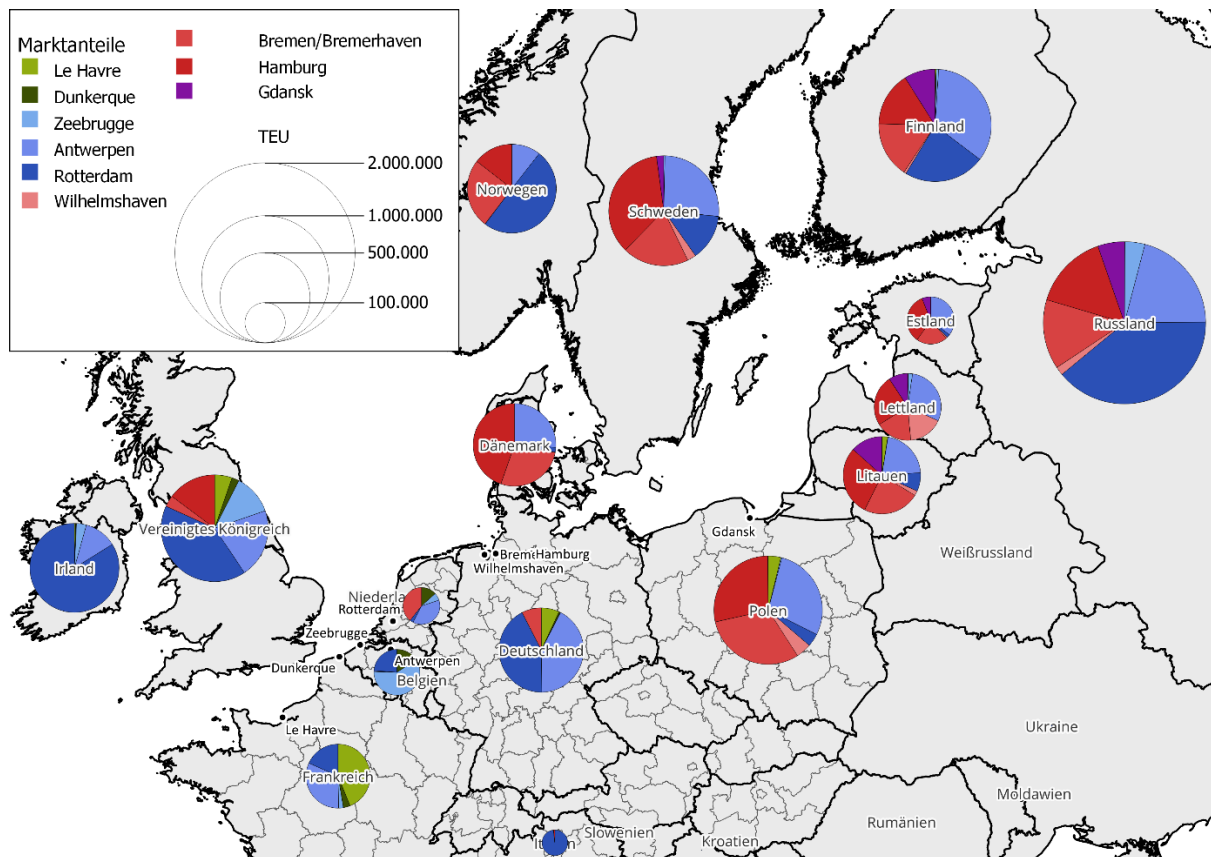 Marktanteile
Le Havre
Dunkerque
Zeebrugge
Antwerpen
Rotterdam
Wilhelmshaven
Bremen/Bremerhaven
Hamburg
Gdansk
TEU
2.000.000
1.000.000
500.000
100.000
Finnland
Norwegen
Schweden
Russland
Estland
Lettland
Dänemark
Litauen
Vereinigtes Königreich
Gdansk
Weißrussland
Irland
Brem
Hamburg
Wilhelmshaven
Niederla
Rotterdam
Polen
Zeebrugge
Deutschland
Dunkerque
Antwerpen
Belgien
Ukraine
Le Havre
Frankreich
Moldawien
Rumänien
Slowenien
Kroatien